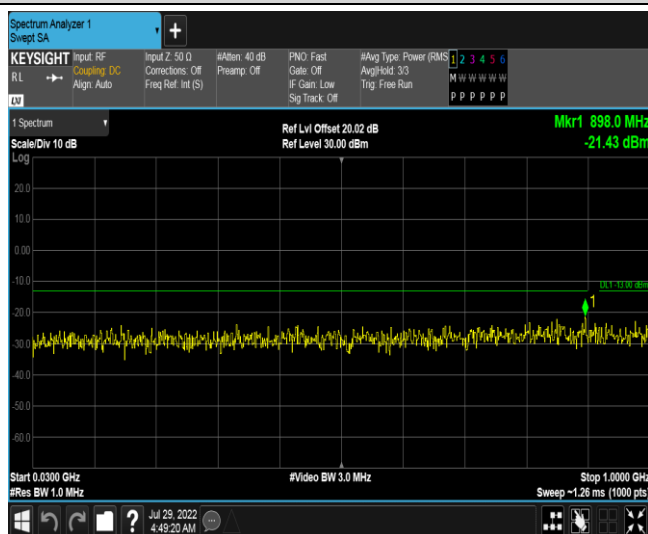 Spectrum Analyzer 1
Swept SA
+
KEYSIGHT
RL
LXI
Input: RF
Coupling: DC
Align: Auto
Input Z: 50 Ω
Corrections: Off
Freq Ref: Int (S)
#Atten: 40 dB
Preamp: Off
PNO: Fast
Gate: Off
IF Gain: Low
Sig Track: Off
#Avg Type: Power (RMS
Avg|Hold: 3/3
Trig: Free Run
1 2 3 4 5 6
M W W W W W
P P P P P P
1 Spectrum
Scale/Div 10 dB
Log
Ref Lvl Offset 20.02 dB
Ref Level 30.00 dBm
Mkr1 898.0 MHz
-21.43 dBm
20.0
10.0
0.00
-10.0
DL1 -13.00 dBm
1
-20.0
-30.0
-40.0
-50.0
-60.0
Start 0.0300 GHz
#Res BW 1.0 MHz
#Video BW 3.0 MHz
Stop 1.0000 GHz
Sweep ~1.26 ms (1000 pts)
?
Jul 29, 2022
4:49:20 AM